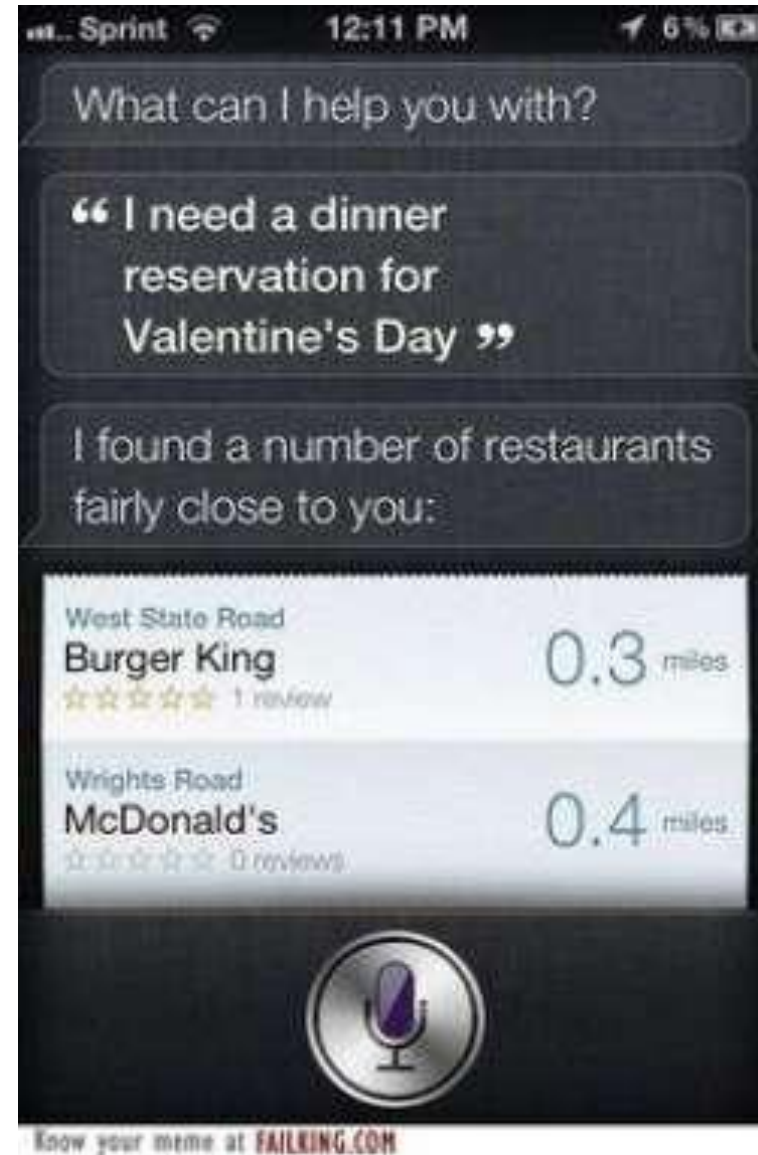 Sprint 12:11 PM 6%
What can I help you with?
“ I need a dinner
reservation for
Valentine's Day ”
I found a number of restaurants
fairly close to you:
West State Road
Burger King 0.3 miles
1 review
Wrights Road
McDonald's 0.4 miles
0 reviews
Know your meme at FAILKING.COM